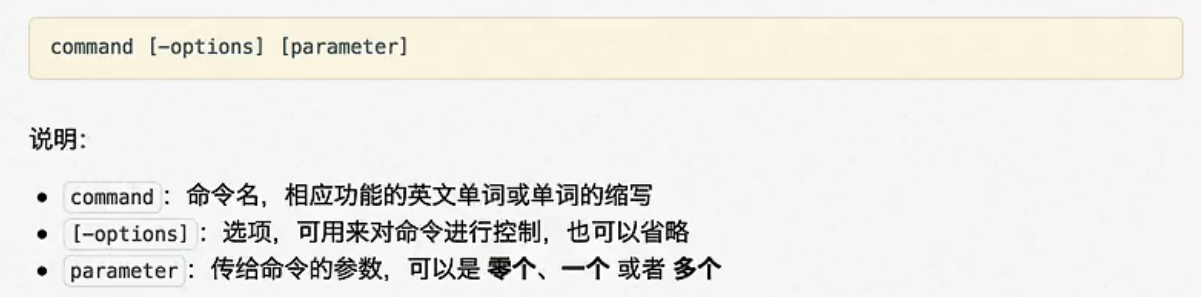 command [-options] [parameter]
说明：
• command：命令名，相应功能的英文单词或单词的缩写
• [-options]：选项，可用来对命令进行控制，也可以省略
• parameter：传给命令的参数，可以是 零个、一个 或者 多个